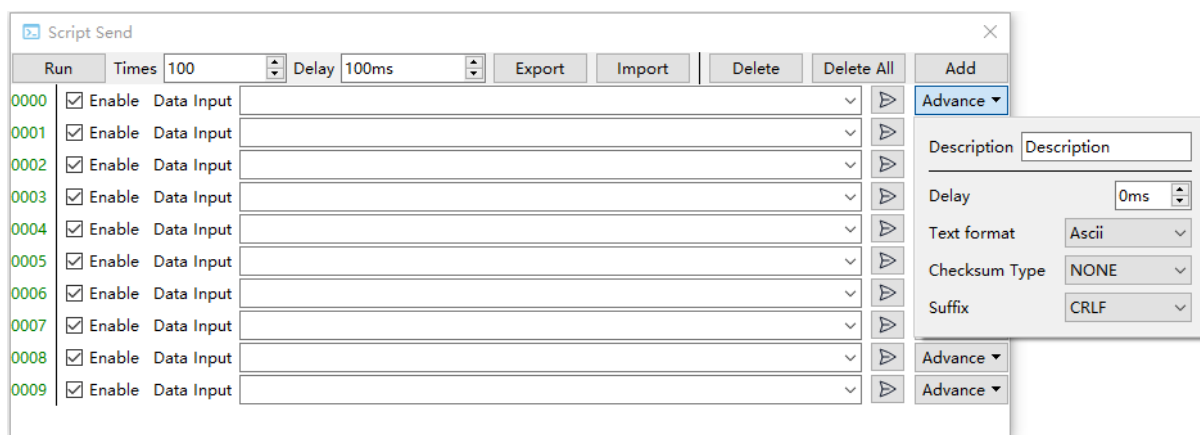 Script Send
Run Times 100 Delay 100ms Export Import Delete Delete All Add
0000 Enable Data Input Advance
0001 Enable Data Input
Description Description
0002 Enable Data Input
0003 Enable Data Input
Delay 0ms
0004 Enable Data Input
Text format Ascii
0005 Enable Data Input
Checksum Type NONE
0006 Enable Data Input
Suffix CRLF
0007 Enable Data Input
0008 Enable Data Input Advance
0009 Enable Data Input Advance